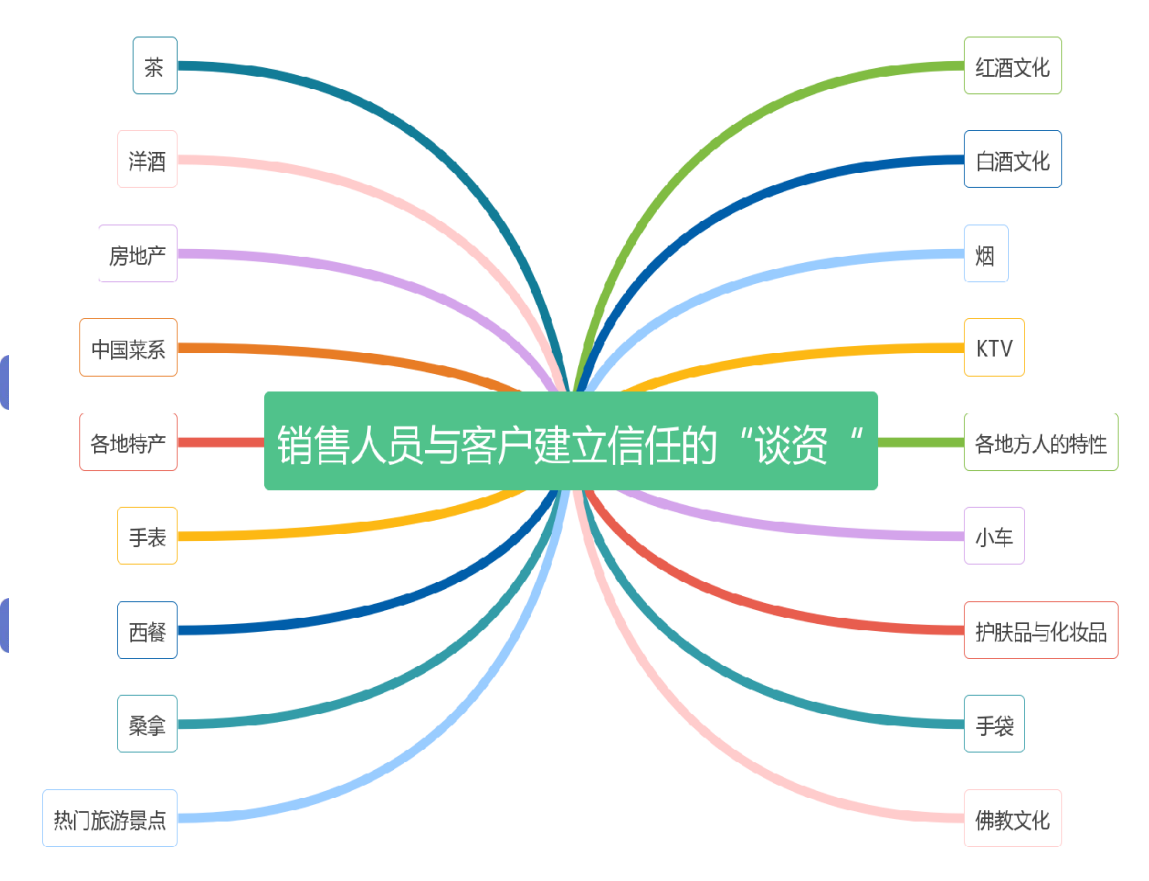 茶
洋酒
房地产
中国菜系
各地特产
手表
西餐
桑拿
热门旅游景点
销售人员与客户建立信任的“谈资“
红酒文化
白酒文化
烟
KTV
各地方人的特性
小车
护肤品与化妆品
手袋
佛教文化